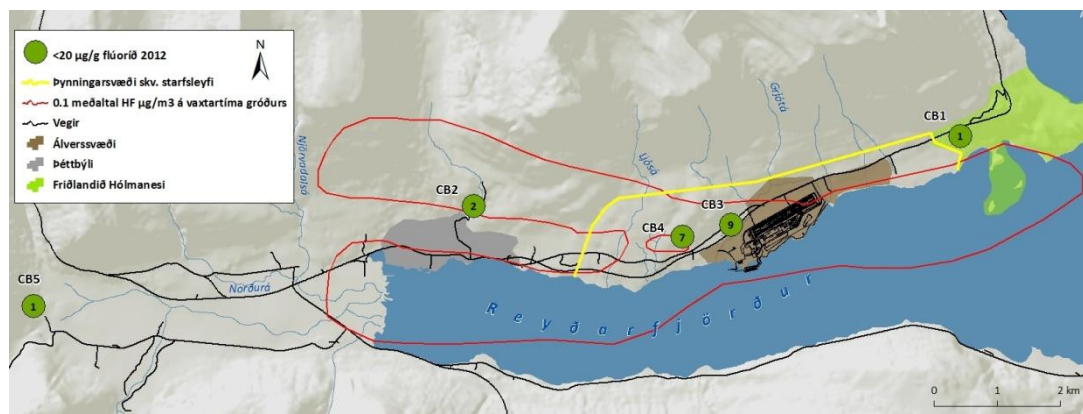 <20 µg/g flúoríð 2012
N
Þynningarsvæði skv. starfsleyfi
0.1 meðaltal HF µg/m3 á vaxtartíma gróðurs
Vegir
Álverssvæði
Þéttbýli
Friðlandið Hólmanesi
Njörvadalsá
Ljósá
Grjótá
CB1
1
CB2
2
CB3
9
CB4
7
CB5
1
Norðurá
Reyðarfjörður
0 1 2 km